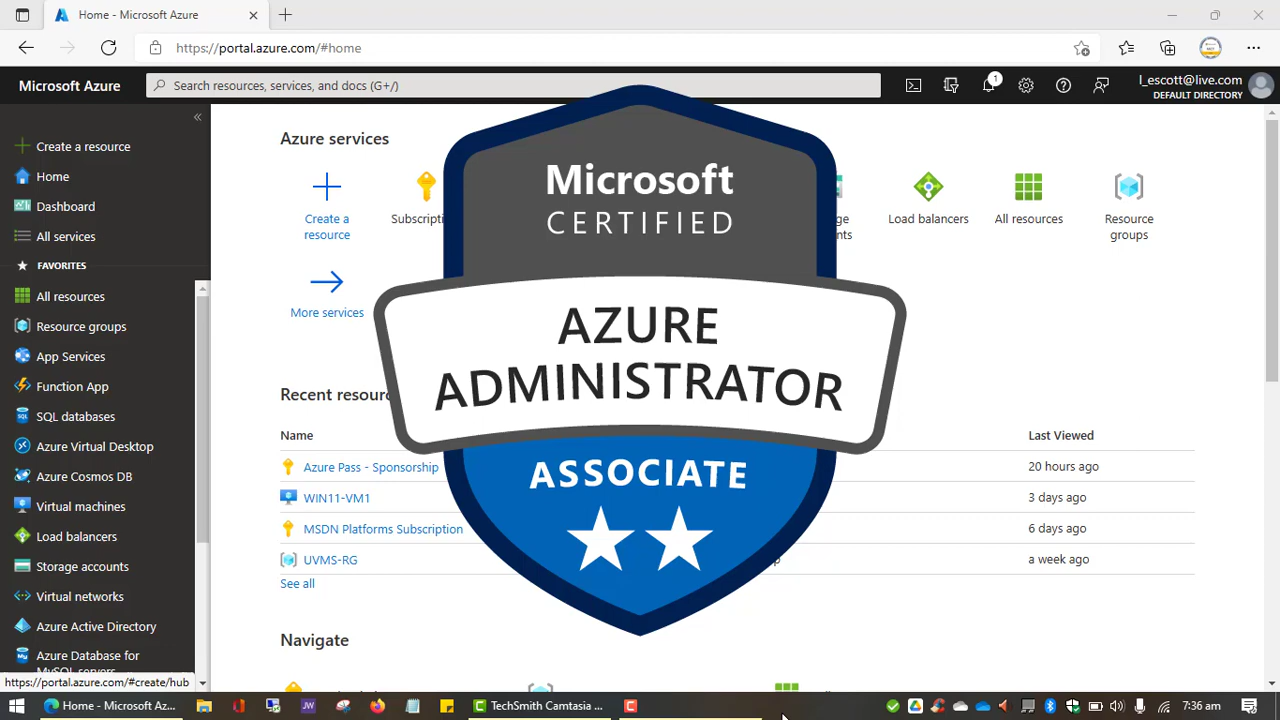 Home - Microsoft Azure
https://portal.azure.com/#home
Microsoft Azure
Search resources, services, and docs (G+/)
1
l_escott@live.com
DEFAULT DIRECTORY
«
Create a resource
Home
Dashboard
All services
FAVORITES
All resources
Resource groups
App Services
Function App
SQL databases
Azure Virtual Desktop
Azure Cosmos DB
Virtual machines
Load balancers
Storage accounts
Virtual networks
Azure Active Directory
Azure Database for
MySQL servers
https://portal.azure.com/#create/hub
Azure services
Create a
resource
Load balancers
All resources
Resource
groups
More services
Microsoft
CERTIFIED
AZURE
ADMINISTRATOR
ASSOCIATE
Name
Last Viewed
Azure Pass - Sponsorship
20 hours ago
WIN11-VM1
3 days ago
MSDN Platforms Subscription
6 days ago
UVMS-RG
a week ago
See all
Navigate
Home - Microsoft Az...
JW
TechSmith Camtasia ...
7:36 am